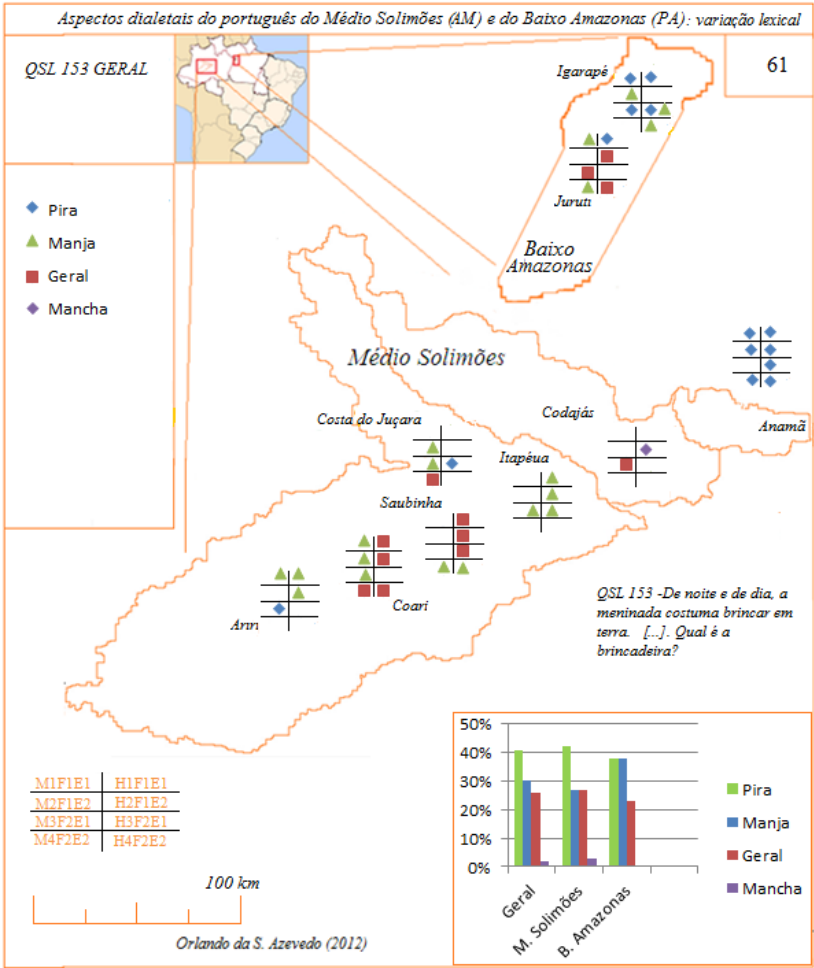 Aspectos dialetais do português do Médio Solimões (AM) e do Baixo Amazonas (PA): variação lexical
QSL 153 GERAL
61
Igarapé
Juruti
Baixo
Amazonas
Pira
Manja
Geral
Mancha
Médio Solimões
Costa do Juçara
Codajás
Anamã
Itapéua
Saubinha
Coari
Ariri
QSL 153 -De noite e de dia, a
meninada costuma brincar em
terra. [...]. Qual é a
brincadeira?
M1F1E1 H1F1E1
M2F1E2 H2F1E2
M3F2E1 H3F2E1
M4F2E2 H4F2E2
100 km
Orlando da S. Azevedo (2012)
50%
40%
30%
20%
10%
0%
Geral
M. Solimões
B. Amazonas
Pira
Manja
Geral
Mancha